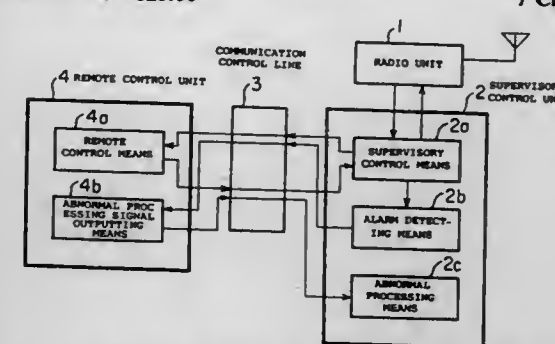 1
RADIO UNIT
COMMUNICATION
CONTROL LINE
3
4 REMOTE CONTROL UNIT
2 SUPERVISOR
CONTROL UN
4a
REMOTE
CONTROL MEANS
2a
SUPERVISORY
CONTROL MEANS
4b
ABNORMAL PROC
ESSING SIGNAL
OUTPUTTING
MEANS
2b
ALARM DETECT-
ING MEANS
2c
ABNORMAL
PROCESSING
MEANS